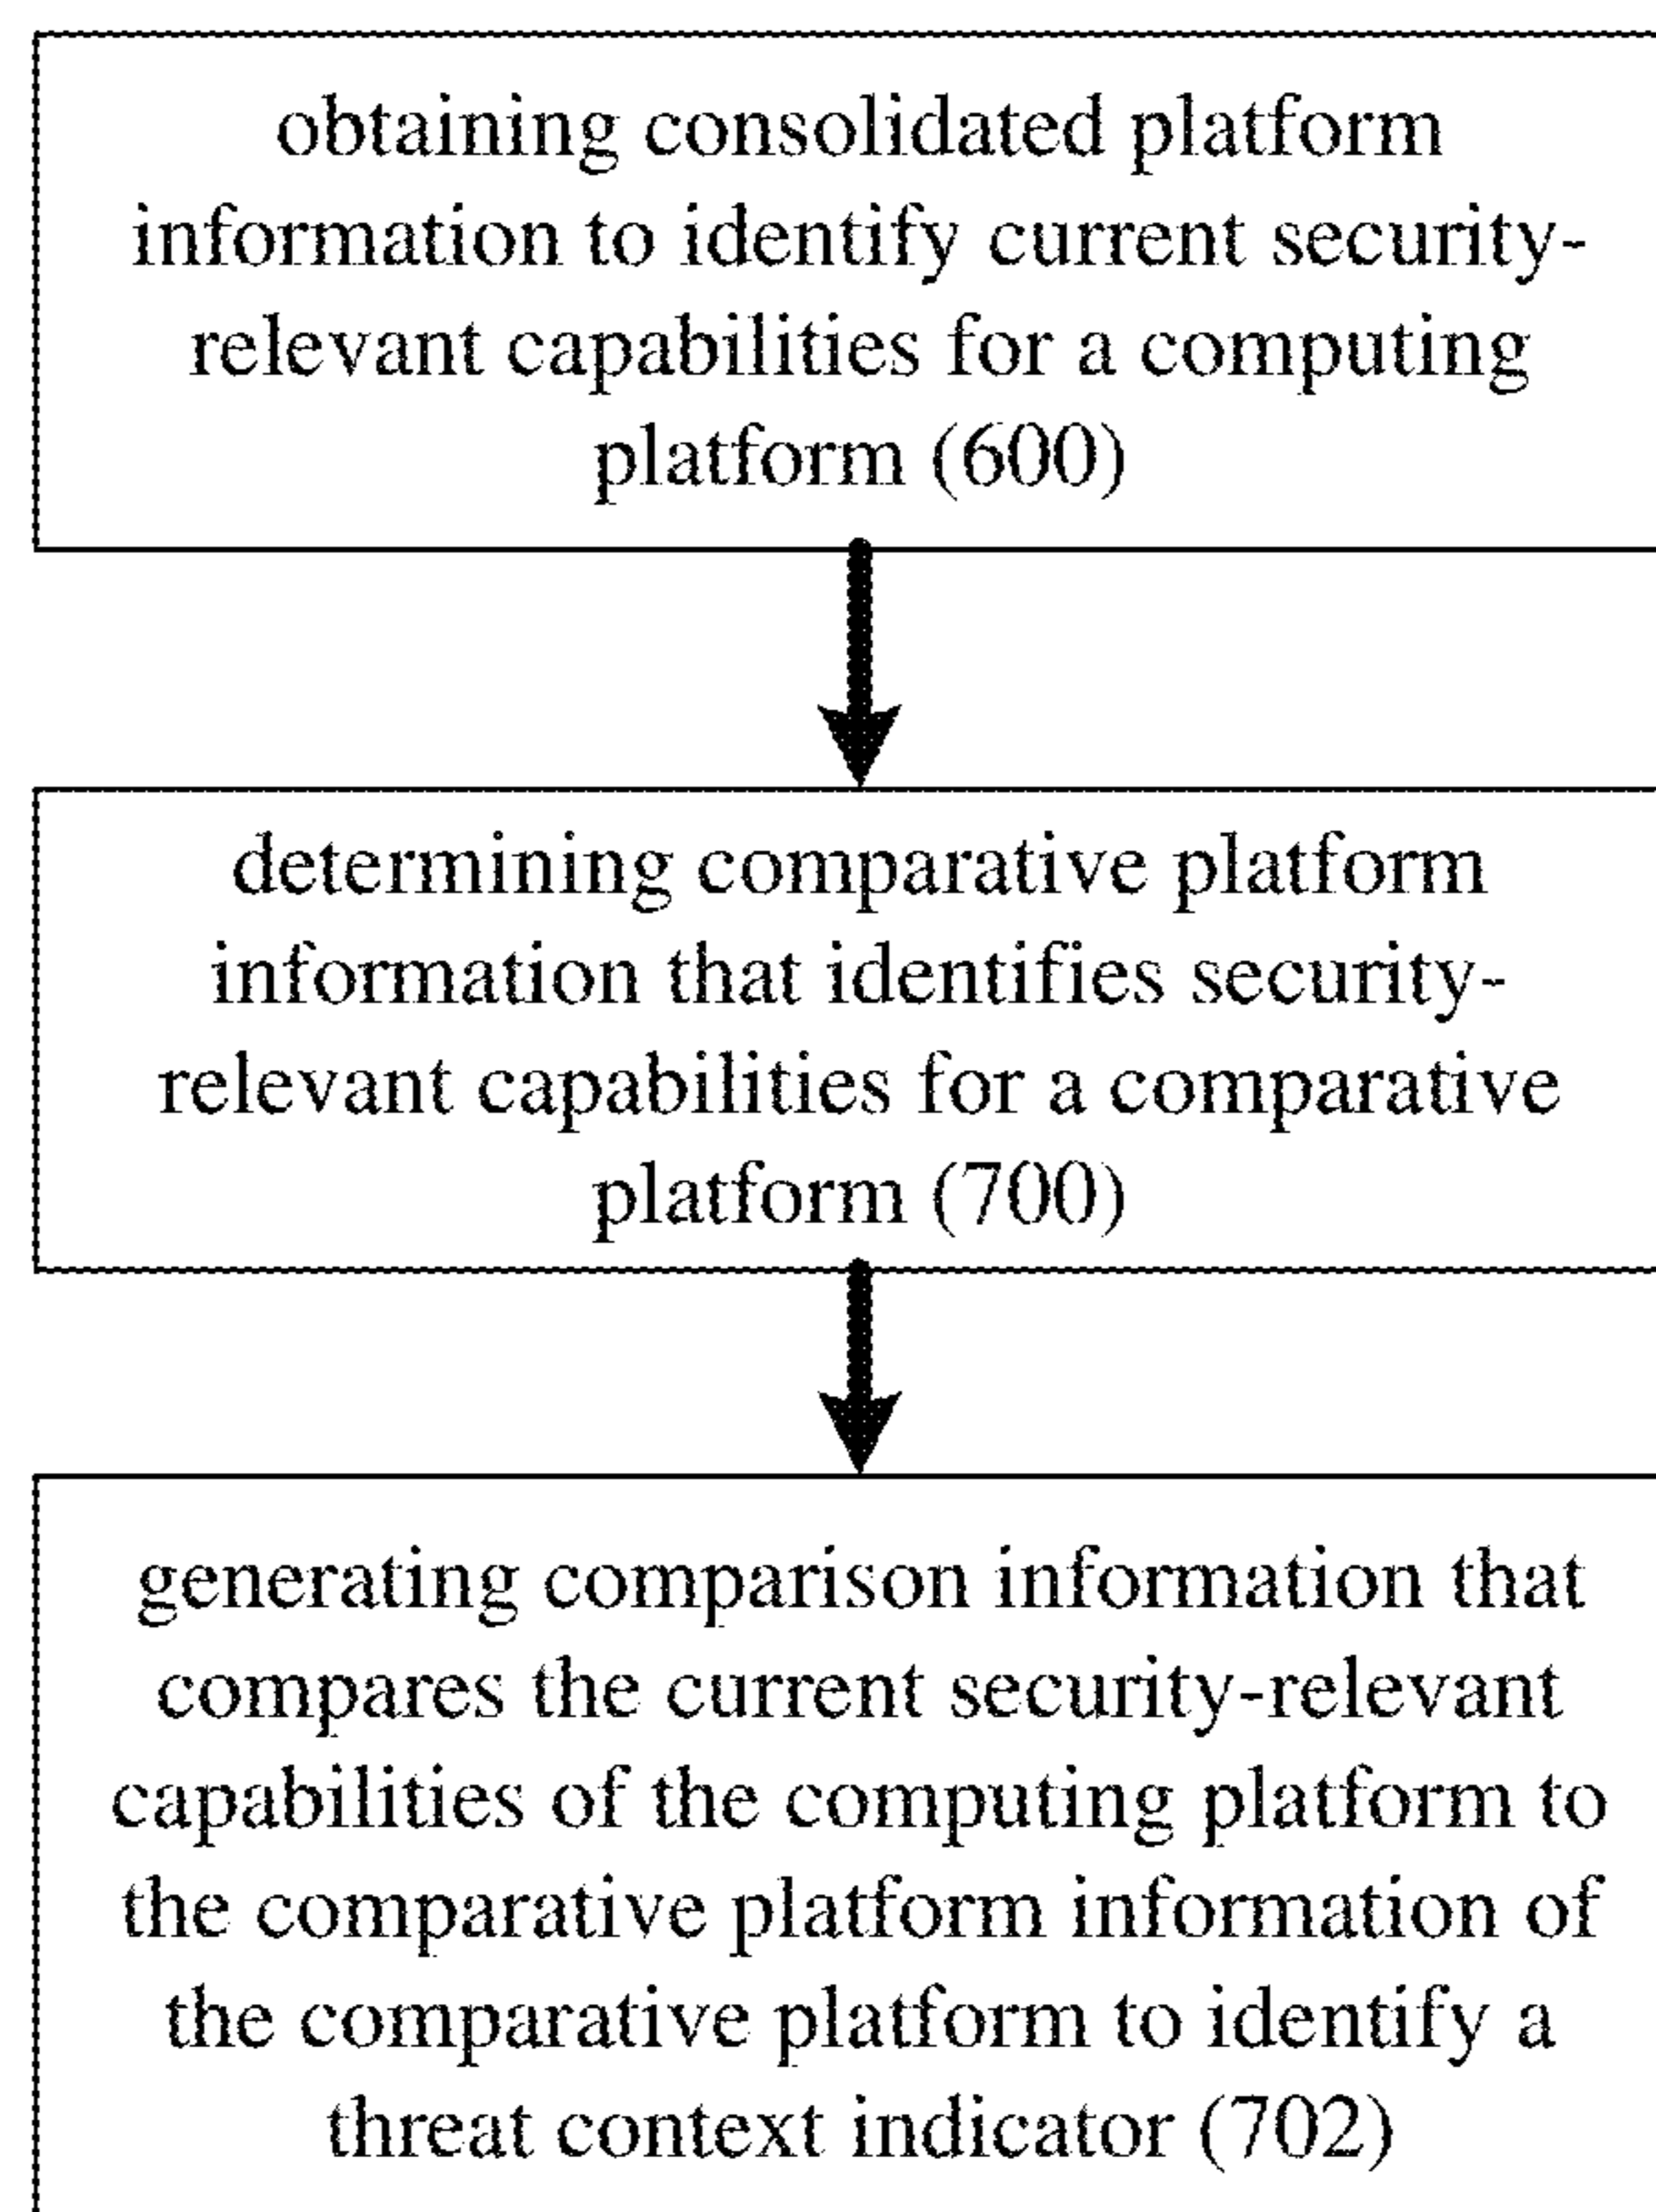 obtaining consolidated platform
information to identify current security-
relevant capabilities for a computing
platform (600)
determining comparative platform
information that identifies security-
relevant capabilities for a comparative
platform (700)
generating comparison information that
compares the current security-relevant
capabilities of the computing platform to
the comparative platform information of
the comparative platform to identify a
threat context indicator (702)